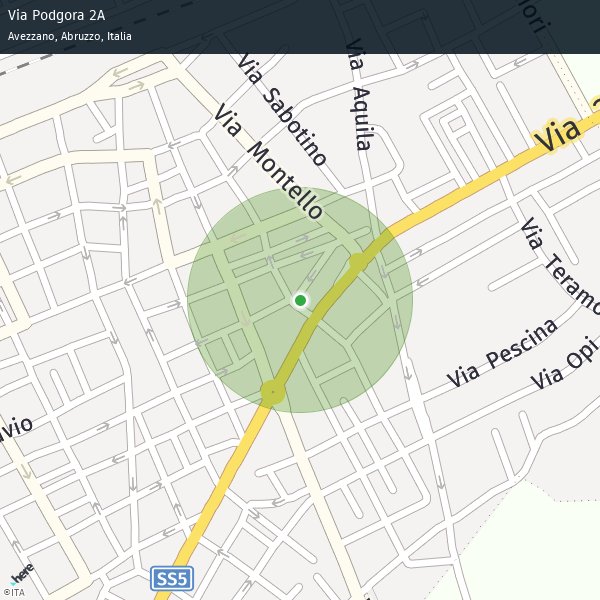 Via Podgora 2A
Avezzano, Abruzzo, Italia
Via Sabotino
Via Aquila
Via Montello
Via
Via Teramo
Via Pescina
Via Opi
SS5
here
©ITA